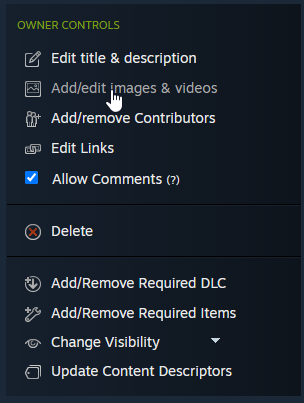 OWNER CONTROLS
Edit title & description
Add/edit images & videos
Add/remove Contributors
Edit Links
Allow Comments (?)
Delete
Add/Remove Required DLC
Add/Remove Required Items
Change Visibility
Update Content Descriptors